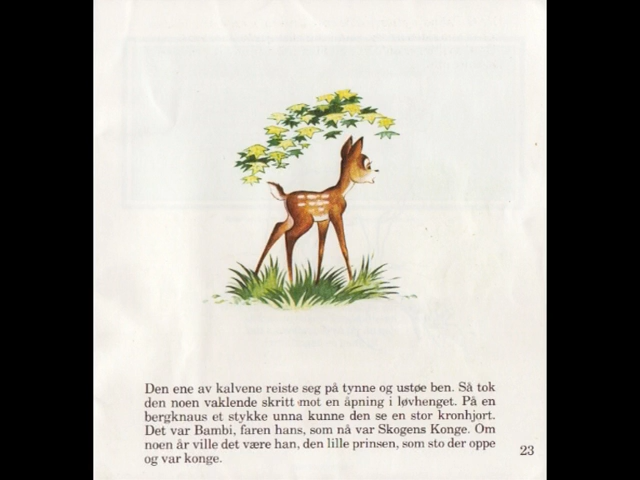 Den ene av kalvene reiste seg på tynne og ustøe ben. Så tok
den noen vaklende skritt mot en åpning i løvhenget. På en
bergknaus et stykke unna kunne den se en stor kronhjort.
Det var Bambi, faren hans, som nå var Skogens Konge. Om
noen år ville det være han, den lille prinsen, som sto der oppe
og var konge.
23